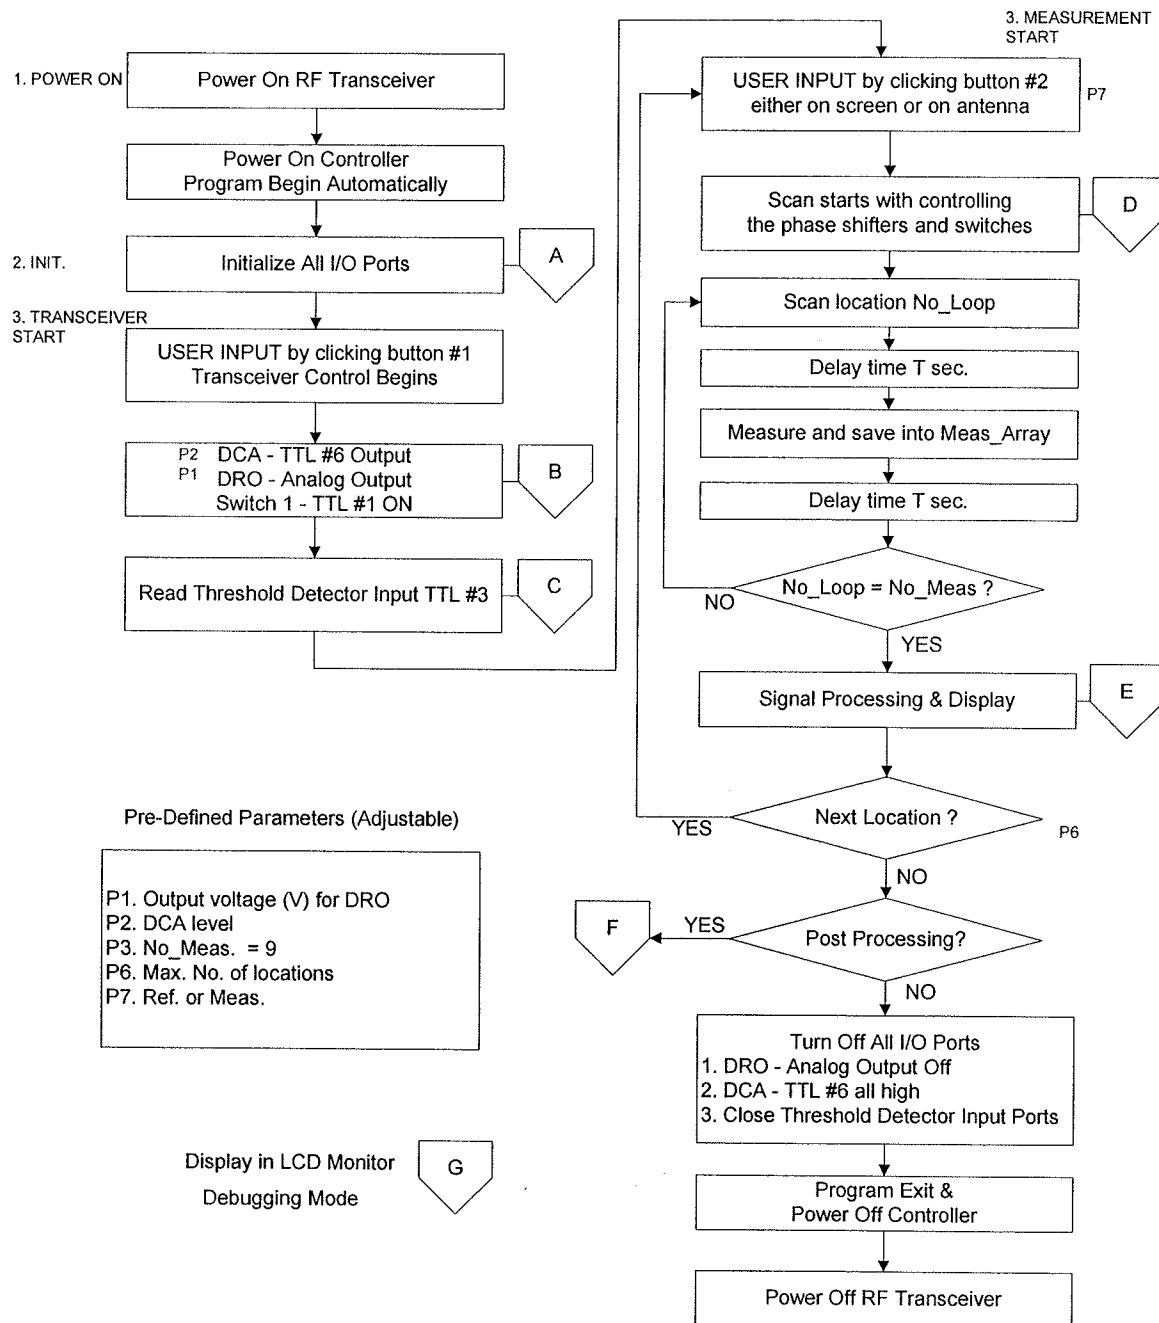 1. POWER ON
Power On RF Transceiver
Power On Controller
Program Begin Automatically
2. INIT.
Initialize All I/O Ports
A
3. TRANSCEIVER
START
USER INPUT by clicking button #1
Transceiver Control Begins
P2 DCA - TTL #6 Output
P1 DRO - Analog Output
Switch 1 - TTL #1 ON
B
Read Threshold Detector Input TTL #3
C
3. MEASUREMENT
START
USER INPUT by clicking button #2
either on screen or on antenna
P7
Scan starts with controlling
the phase shifters and switches
D
Scan location No_Loop
Delay time T sec.
Measure and save into Meas_Array
Delay time T sec.
No_Loop = No_Meas ?
NO
YES
Signal Processing & Display
E
Next Location ?
YES
P6
NO
Post Processing?
YES
F
NO
Turn Off All I/O Ports
1. DRO - Analog Output Off
2. DCA - TTL #6 all high
3. Close Threshold Detector Input Ports
Program Exit &
Power Off Controller
Power Off RF Transceiver
Pre-Defined Parameters (Adjustable)
P1. Output voltage (V) for DRO
P2. DCA level
P3. No_Meas. = 9
P6. Max. No. of locations
P7. Ref. or Meas.
Display in LCD Monitor
Debugging Mode
G